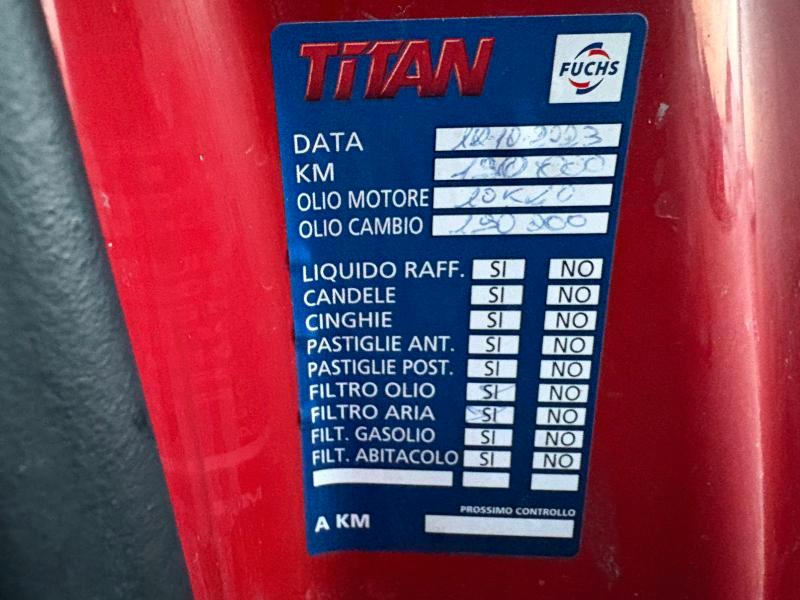 TITAN FUCHS
DATA
KM
OLIO MOTORE
OLIO CAMBIO
LIQUIDO RAFF. SI NO
CANDELE SI NO
CINGHIE SI NO
PASTIGLIE ANT. SI NO
PASTIGLIE POST. SI NO
FILTRO OLIO SI NO
FILTRO ARIA SI NO
FILT. GASOLIO SI NO
FILT. ABITACOLO SI NO
PROSSIMO CONTROLLO
A KM